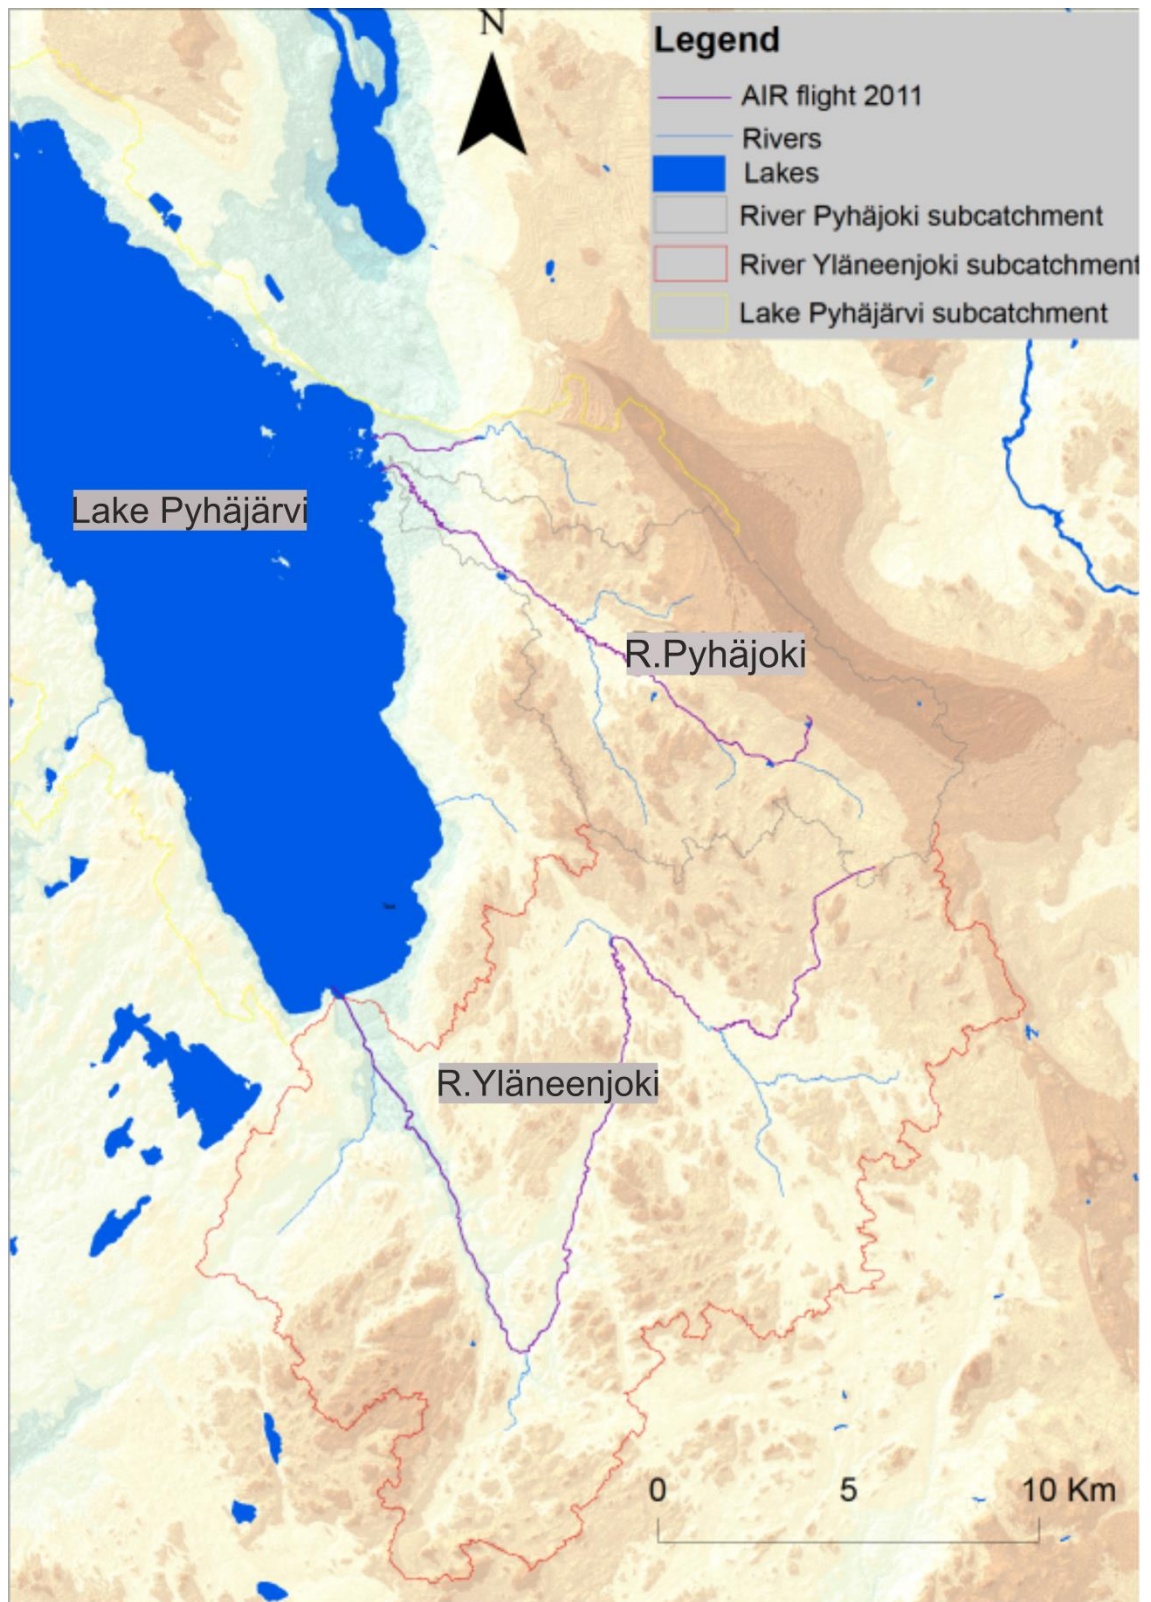 N
Legend
AIR flight 2011
Rivers
Lakes
River Pyhäjoki subcatchment
River Yläneenjoki subcatchment
Lake Pyhäjärvi subcatchment
Lake Pyhäjärvi
R.Pyhäjoki
R.Yläneenjoki
0 5 10 Km